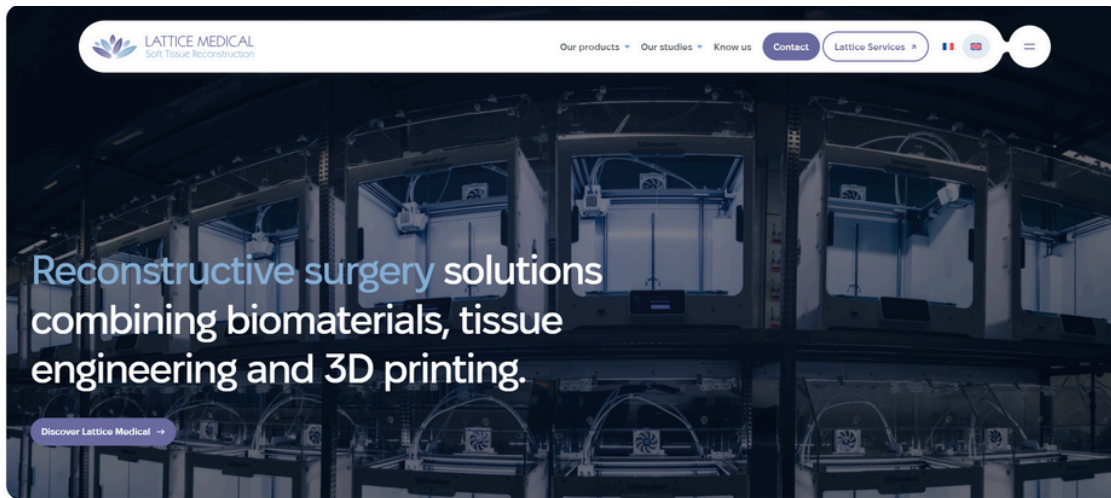 LATTICE MEDICAL
Soft Tissue Reconstruction
Our products
Our studies
Know us
Contact
Lattice Services
Reconstructive surgery solutions
combining biomaterials, tissue
engineering and 3D printing.
Discover Lattice Medical